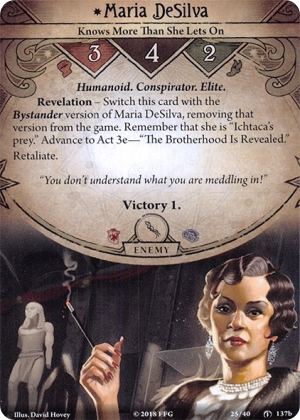 Maria DeSilva
Knows More Than She Lets On
3 4 2
Humanoid. Conspirator. Elite.
Revelation – Switch this card with the
Bystander version of Maria DeSilva, removing that
version from the game. Remember that she is “Ichtaca’s
prey.” Advance to Act 3e—“The Brotherhood Is Revealed.”
Retaliate.
“You don’t understand what you are meddling in!”
Victory 1.
ENEMY
Illus. David Hovey
© 2018 FFG
25/40
137b